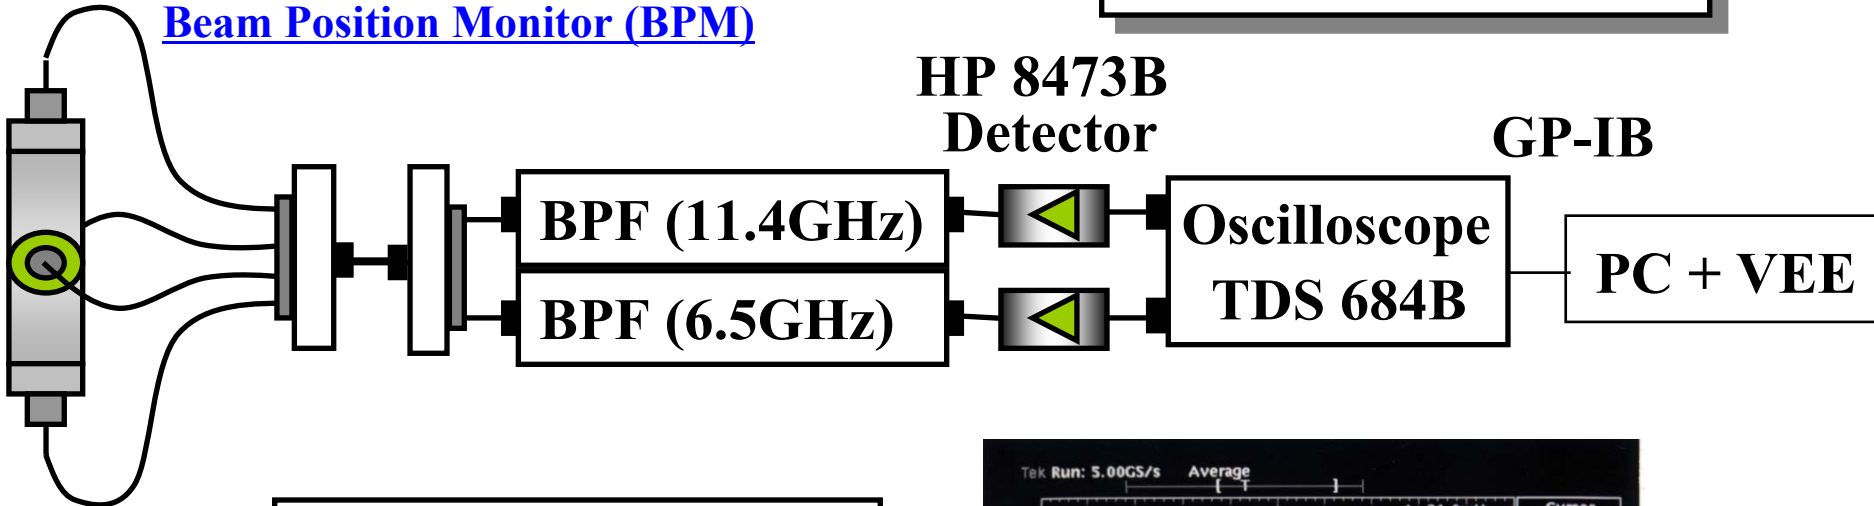 Beam Position Monitor (BPM)
HP 8473B
Detector
GP-IB
BPF (11.4GHz)
BPF (6.5GHz)
Oscilloscope
TDS 684B
PC + VEE
Tek Run: 5.00GS/s Average
[ T ]